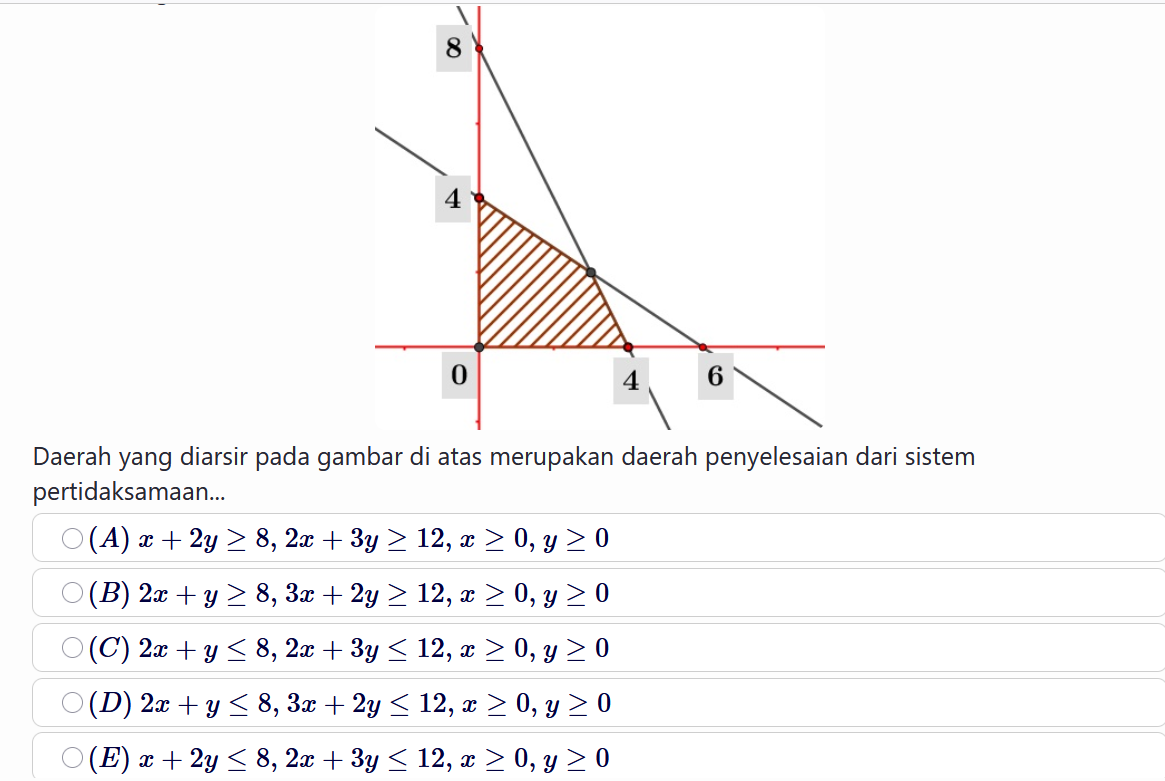 8
4
0
4
6
Daerah yang diarsir pada gambar di atas merupakan daerah penyelesaian dari sistem
pertidaksamaan...
(A) x + 2y ≥ 8, 2x + 3y ≥ 12, x ≥ 0, y ≥ 0
(B) 2x + y ≥ 8, 3x + 2y ≥ 12, x ≥ 0, y ≥ 0
(C) 2x + y ≤ 8, 2x + 3y ≤ 12, x ≥ 0, y ≥ 0
(D) 2x + y ≤ 8, 3x + 2y ≤ 12, x ≥ 0, y ≥ 0
(E) x + 2y ≤ 8, 2x + 3y ≤ 12, x ≥ 0, y ≥ 0